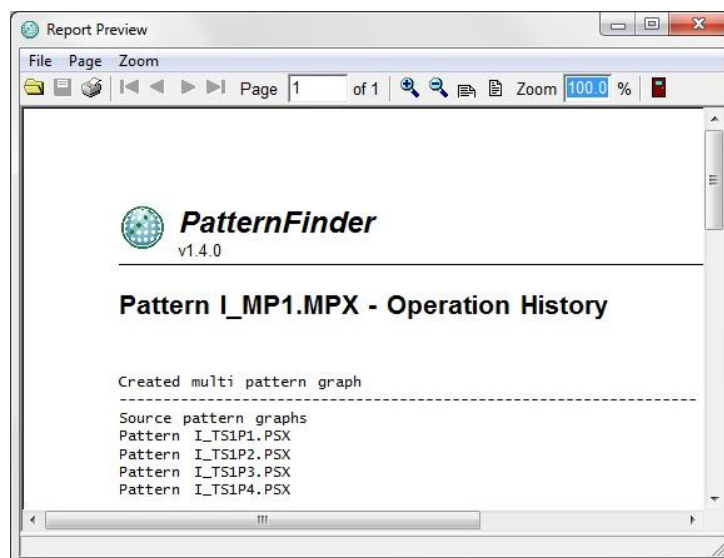 Report Preview
File Page Zoom
Page 1 of 1 Zoom 100.0 %
PatternFinder
v1.4.0
Pattern I_MP1.MPX - Operation History
Created multi pattern graph
----------------------------------------------------------------------
Source pattern graphs
Pattern I_TS1P1.PSX
Pattern I_TS1P2.PSX
Pattern I_TS1P3.PSX
Pattern I_TS1P4.PSX